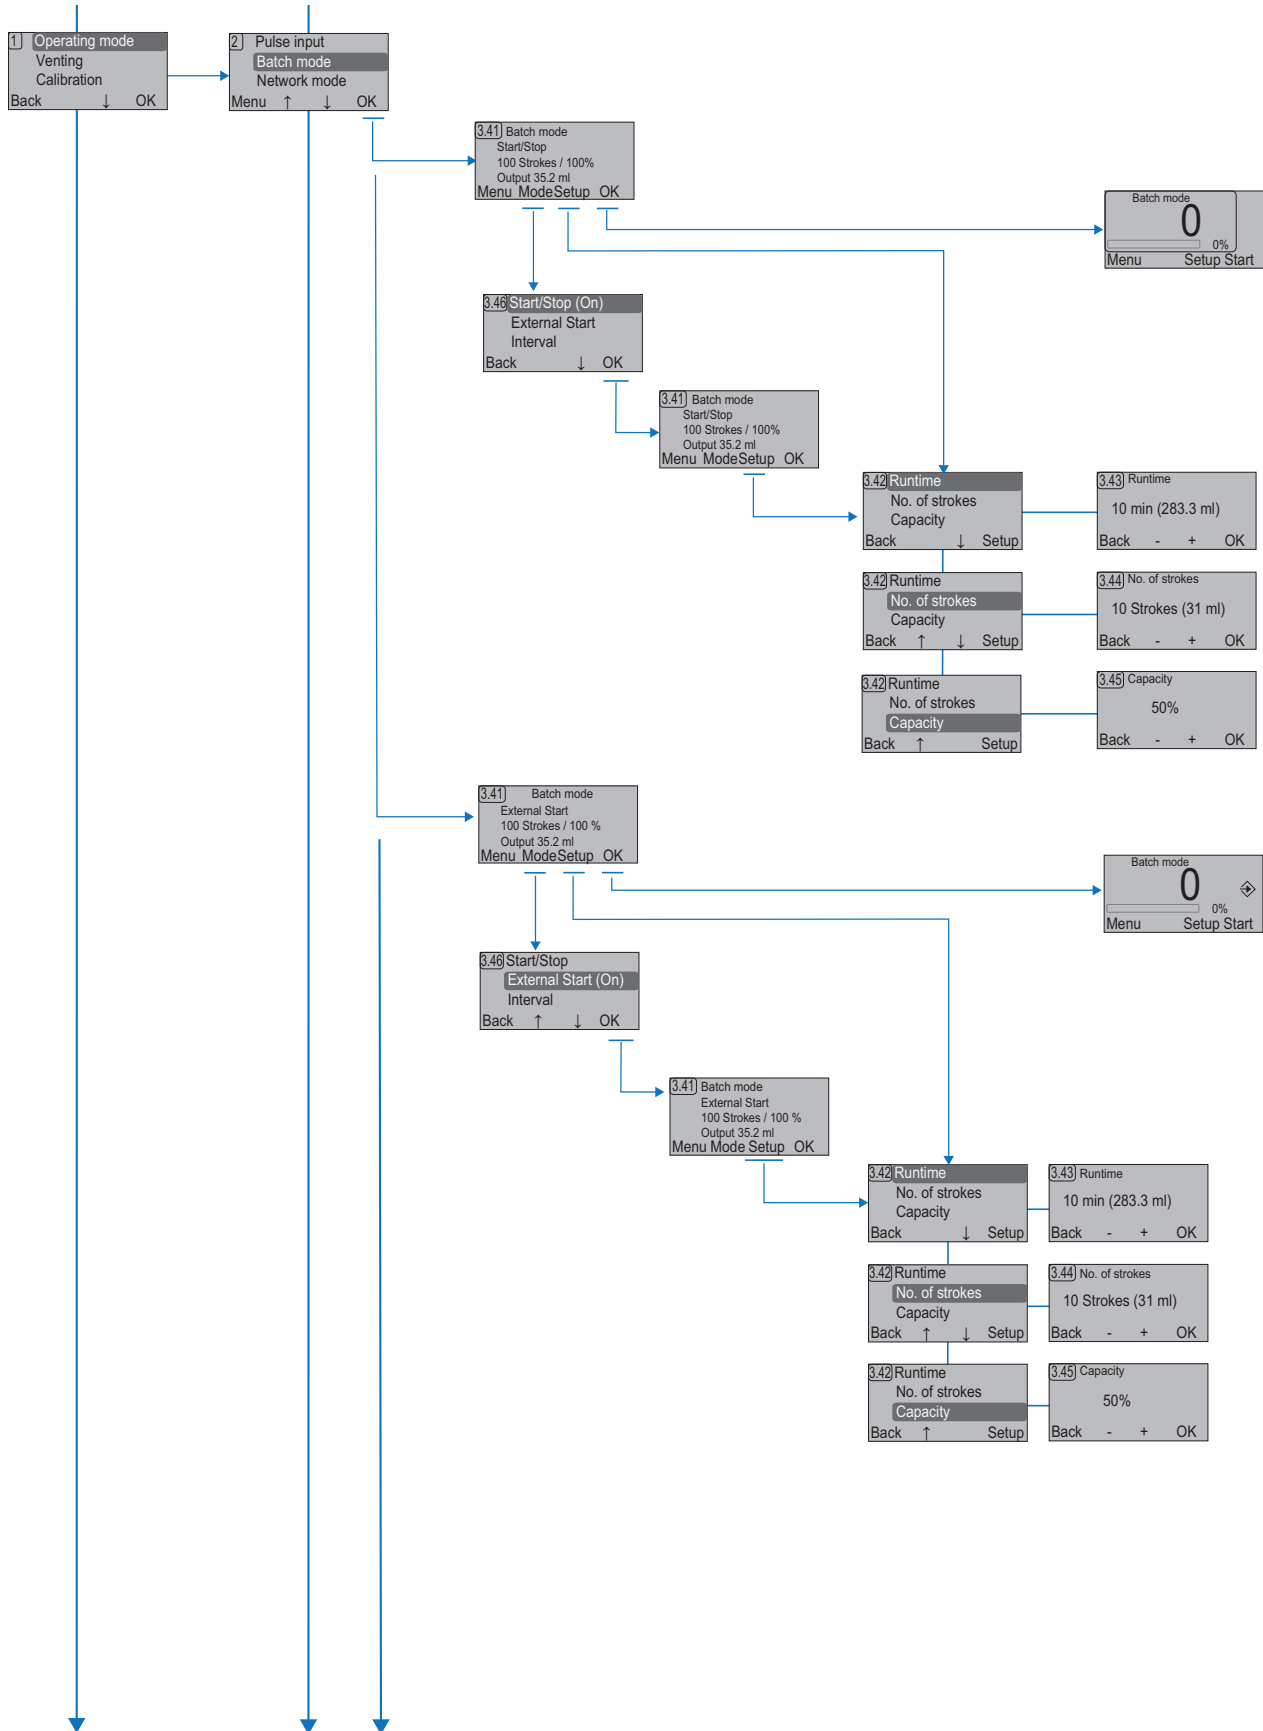 1 Operating mode
Venting
Calibration
Back ↓ OK
2 Pulse input
Batch mode
Network mode
Menu ↑ ↓ OK
3.41 Batch mode
Start/Stop
100 Strokes / 100%
Output 35.2 ml
Menu Mode Setup OK
Batch mode
0
0%
Menu Setup Start
3.46 Start/Stop (On)
External Start
Interval
Back ↓ OK
3.41 Batch mode
Start/Stop
100 Strokes / 100%
Output 35.2 ml
Menu Mode Setup OK
3.42 Runtime
No. of strokes
Capacity
Back ↓ Setup
3.43 Runtime
10 min (283.3 ml)
Back - + OK
3.42 Runtime
No. of strokes
Capacity
Back ↑ ↓ Setup
3.44 No. of strokes
10 Strokes (31 ml)
Back - + OK
3.42 Runtime
No. of strokes
Capacity
Back ↑ Setup
3.45 Capacity
50%
Back - + OK
3.41 Batch mode
External Start
100 Strokes / 100 %
Output 35.2 ml
Menu Mode Setup OK
Batch mode
0
0%
Menu Setup Start
3.46 Start/Stop
External Start (On)
Interval
Back ↑ ↓ OK
3.41 Batch mode
External Start
100 Strokes / 100 %
Output 35.2 ml
Menu Mode Setup OK
3.42 Runtime
No. of strokes
Capacity
Back ↓ Setup
3.43 Runtime
10 min (283.3 ml)
Back - + OK
3.42 Runtime
No. of strokes
Capacity
Back ↑ ↓ Setup
3.44 No. of strokes
10 Strokes (31 ml)
Back - + OK
3.42 Runtime
No. of strokes
Capacity
Back ↑ Setup
3.45 Capacity
50%
Back - + OK